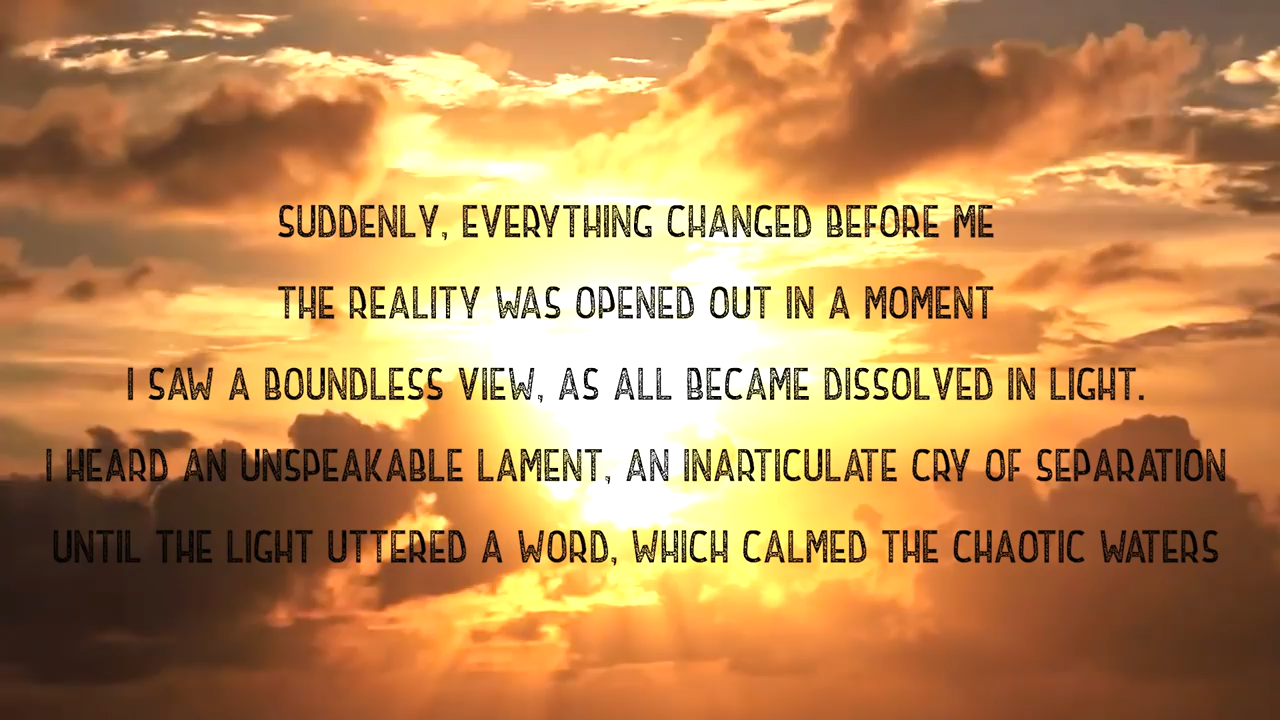 SUDDENLY, EVERYTHING CHANGED BEFORE ME
THE REALITY WAS OPENED OUT IN A MOMENT
I SAW A BOUNDLESS VIEW, AS ALL BECAME DISSOLVED IN LIGHT.
I HEARD AN UNSPEAKABLE LAMENT, AN INARTICULATE CRY OF SEPARATION
UNTIL THE LIGHT UTTERED A WORD, WHICH CALMED THE CHAOTIC WATERS